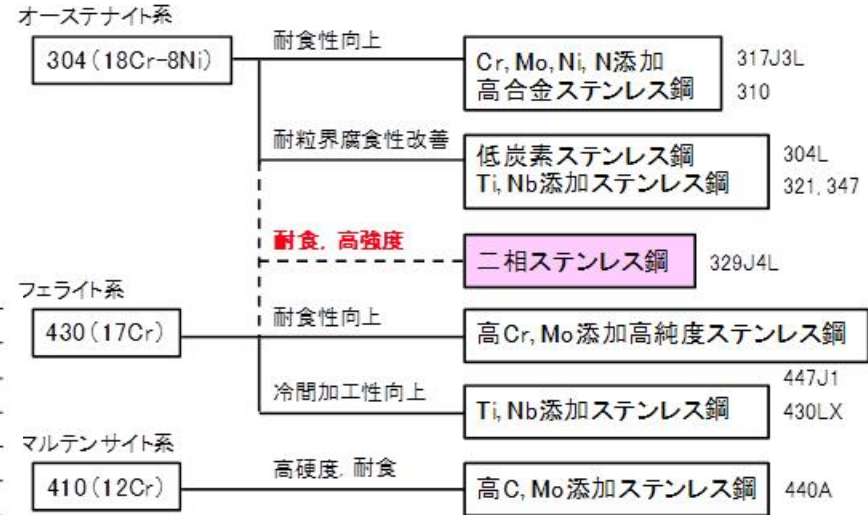 オーステナイト系
304(18Cr-8Ni)
耐食性向上
Cr, Mo, Ni, N添加
高合金ステンレス鋼
317J3L
310
耐粒界腐食性改善
低炭素ステンレス鋼
Ti, Nb添加ステンレス鋼
304L
321, 347
耐食, 高強度
二相ステンレス鋼
329J4L
フェライト系
430(17Cr)
耐食性向上
高Cr, Mo添加高純度ステンレス鋼
447J1
冷間加工性向上
Ti, Nb添加ステンレス鋼
430LX
マルテンサイト系
410(12Cr)
高硬度, 耐食
高C, Mo添加ステンレス鋼
440A